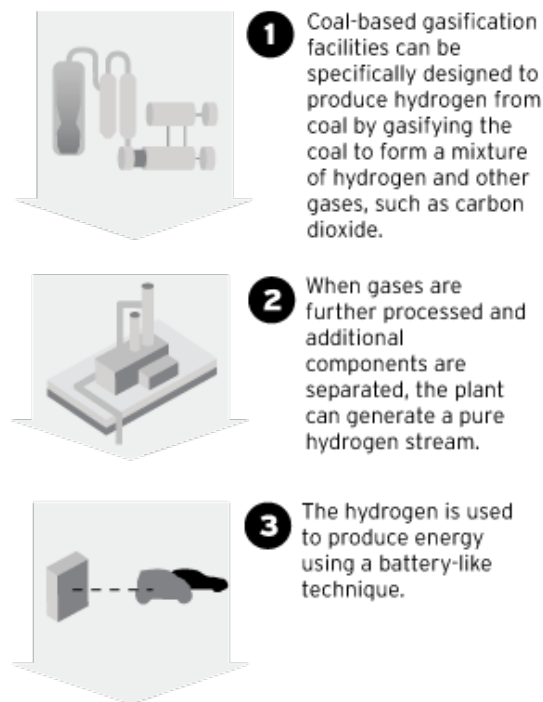 1
Coal-based gasification
facilities can be
specifically designed to
produce hydrogen from
coal by gasifying the
coal to form a mixture
of hydrogen and other
gases, such as carbon
dioxide.
2
When gases are
further processed and
additional
components are
separated, the plant
can generate a pure
hydrogen stream.
3
The hydrogen is used
to produce energy
using a battery-like
technique.